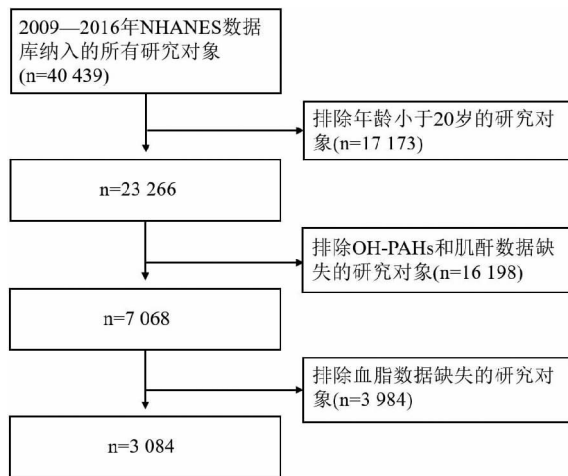 2009—2016年NHANES数据
库纳入的所有研究对象
(n=40 439)
排除年龄小于20岁的研究对
象(n=17 173)
n=23 266
排除OH-PAHs和肌酐数据缺
失的研究对象(n=16 198)
n=7 068
排除血脂数据缺失的研究对
象(n=3 984)
n=3 084